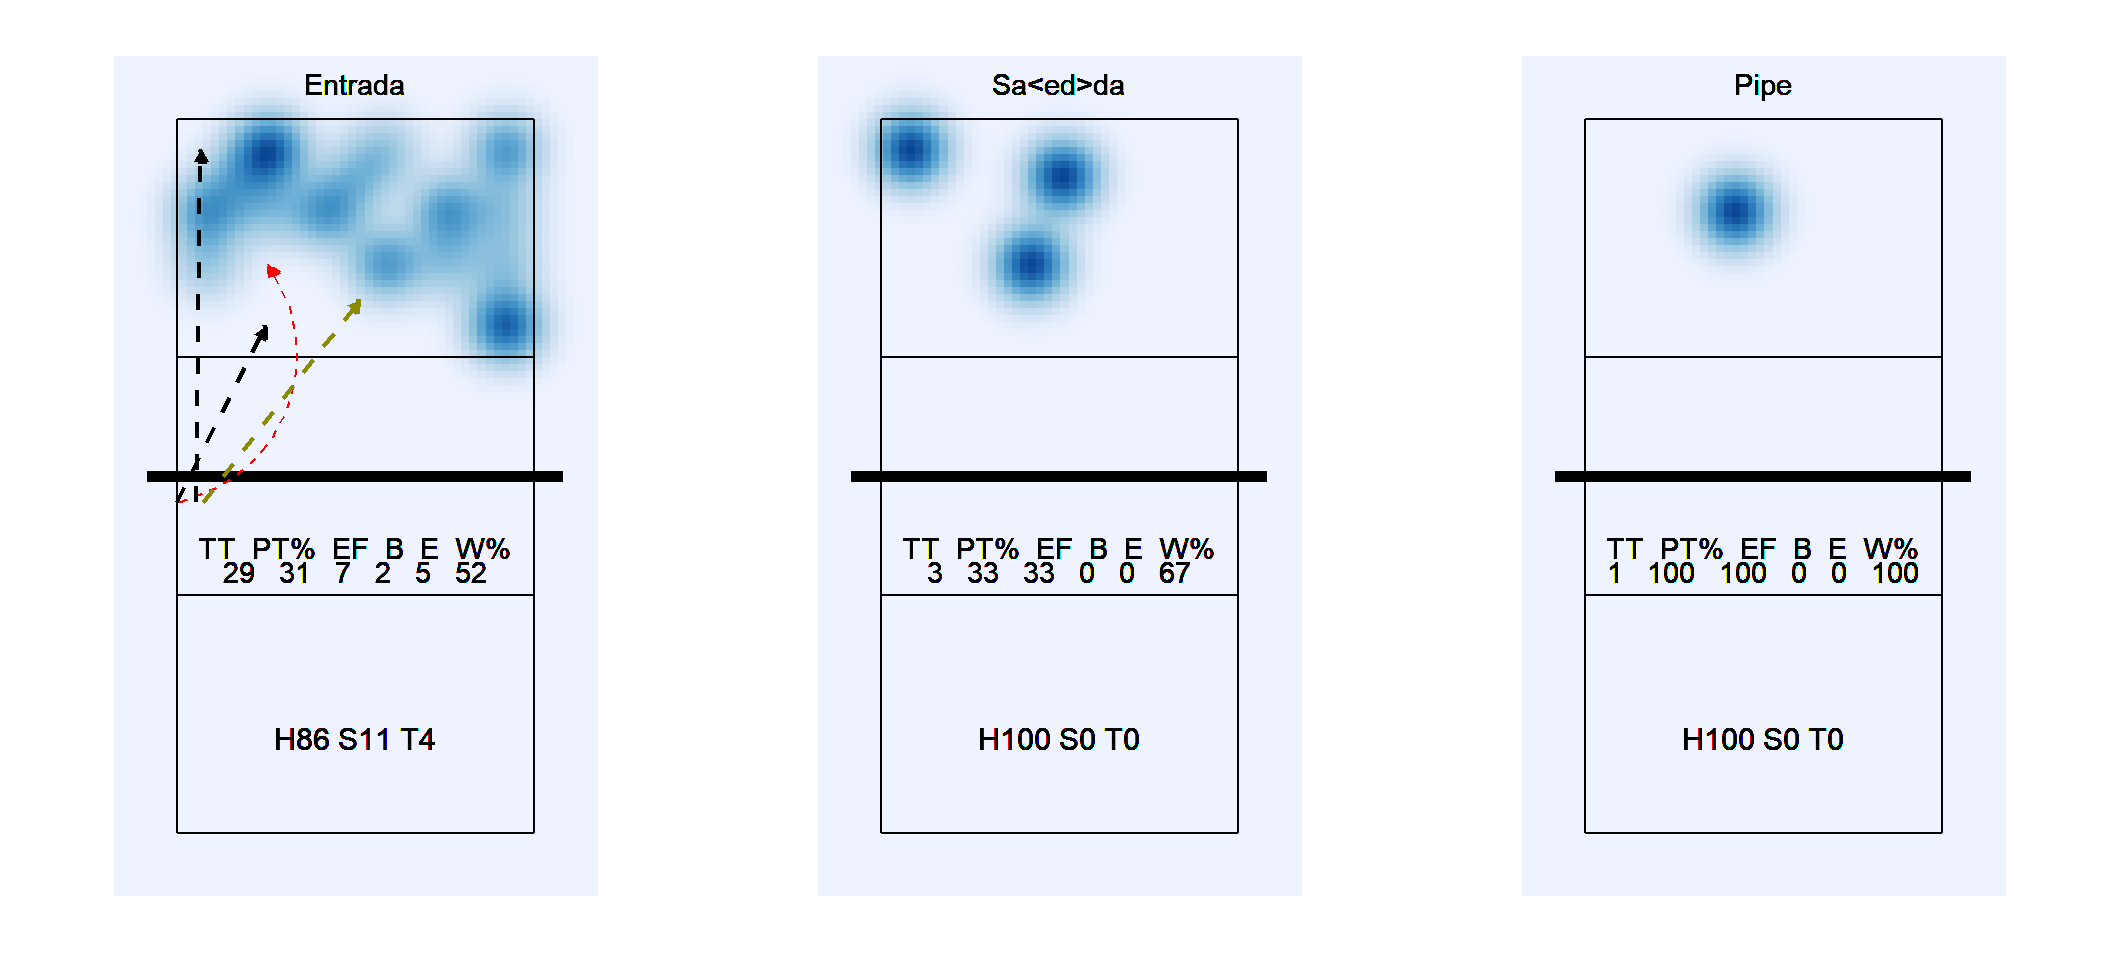 Entrada
TT PT% EF B E W%
29 31 7 2 5 52
H86 S11 T4
Sa<ed>da
TT PT% EF B E W%
3 33 33 0 0 67
H100 S0 T0
Pipe
TT PT% EF B E W%
1 100 100 0 0 100
H100 S0 T0